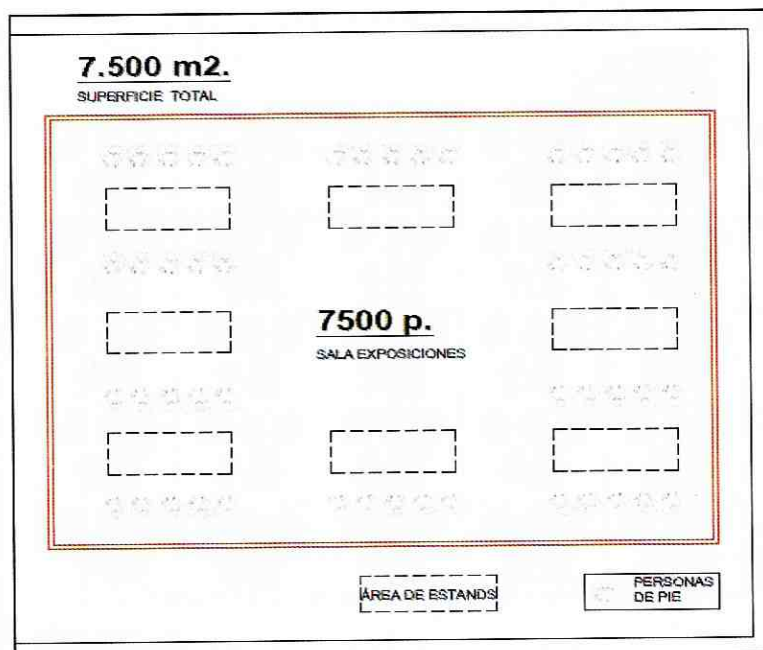 7.500 m2.
SUPERFICIE TOTAL
7500 p.
SALA EXPOSICIONES
ÁREA DE ESTANDS
PERSONAS
DE PIE